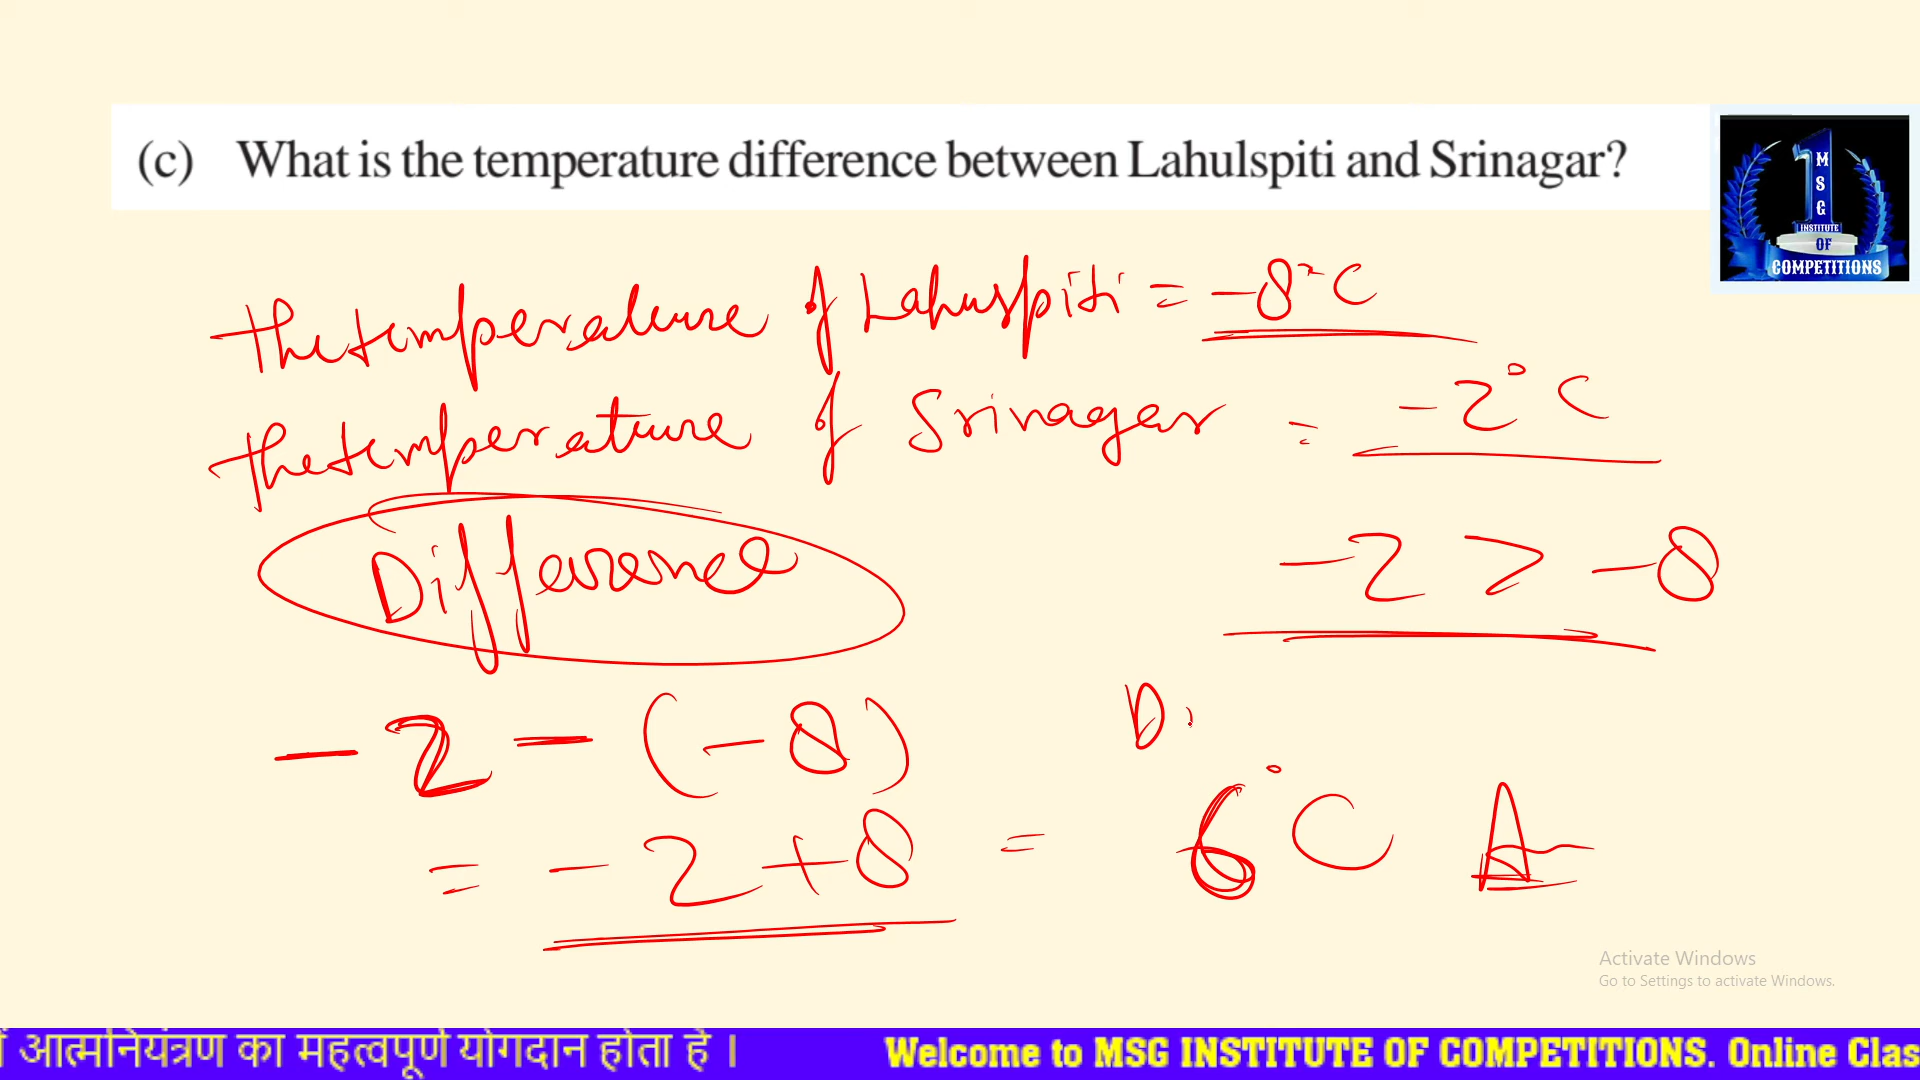 (c) What is the temperature difference between Lahulspiti and Srinagar?
1
M
S
G
INSTITUTE
OF
COMPETITIONS
The temperature of Lahuspiti = -8° C
The temperature of Srinagar = -2° C
Difference
-2 > -8
-2 - (-8)
D.
= -2+8 = 6° C A
Activate Windows
Go to Settings to activate Windows.
आत्मनियंत्रण का महत्वपूर्ण योगदान होता है ।
Welcome to MSG INSTITUTE OF COMPETITIONS. Online Clas